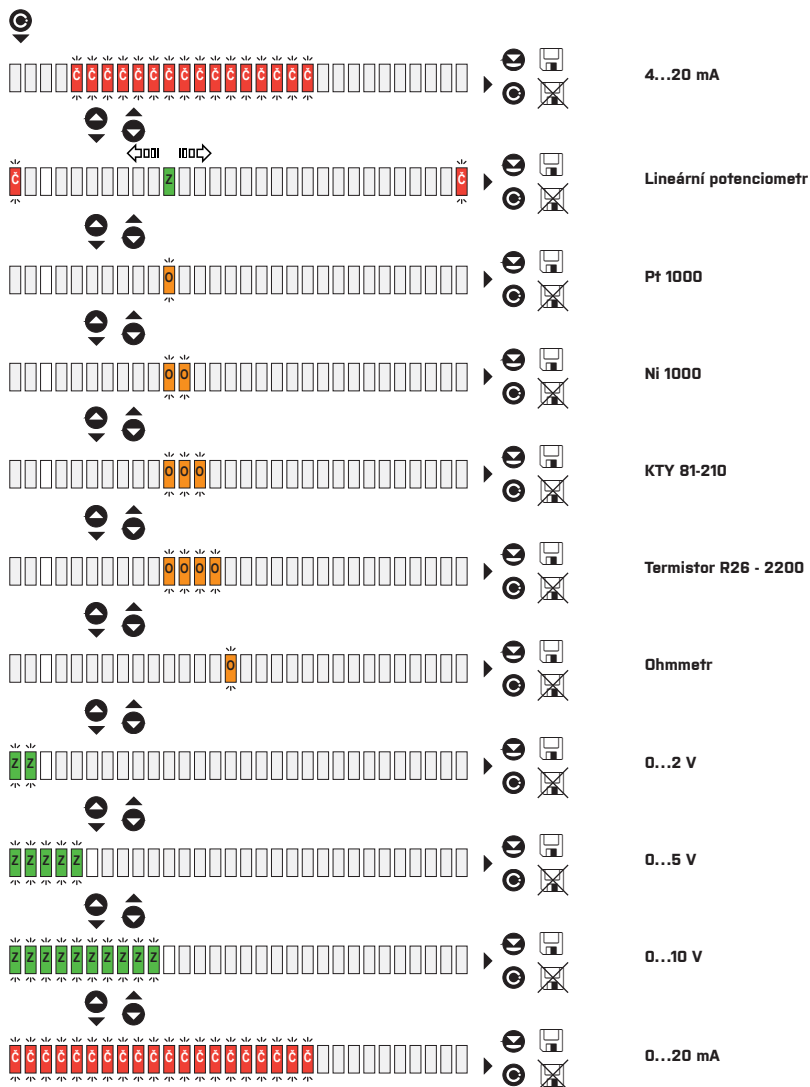 Č Č Č Č Č Č Č Č Č Č Č Č Č Č Č Č 4...20 mA
Č Z Č Lineární potenciometr
O Pt 1000
O O Ni 1000
O O O KTY 81-210
O O O O Termistor R26 - 2200
O Ohmmetr
Z Z 0...2 V
Z Z Z Z Z 0...5 V
Z Z Z Z Z Z Z Z Z Z 0...10 V
Č Č Č Č Č Č Č Č Č Č Č Č Č Č Č Č Č Č Č Č 0...20 mA